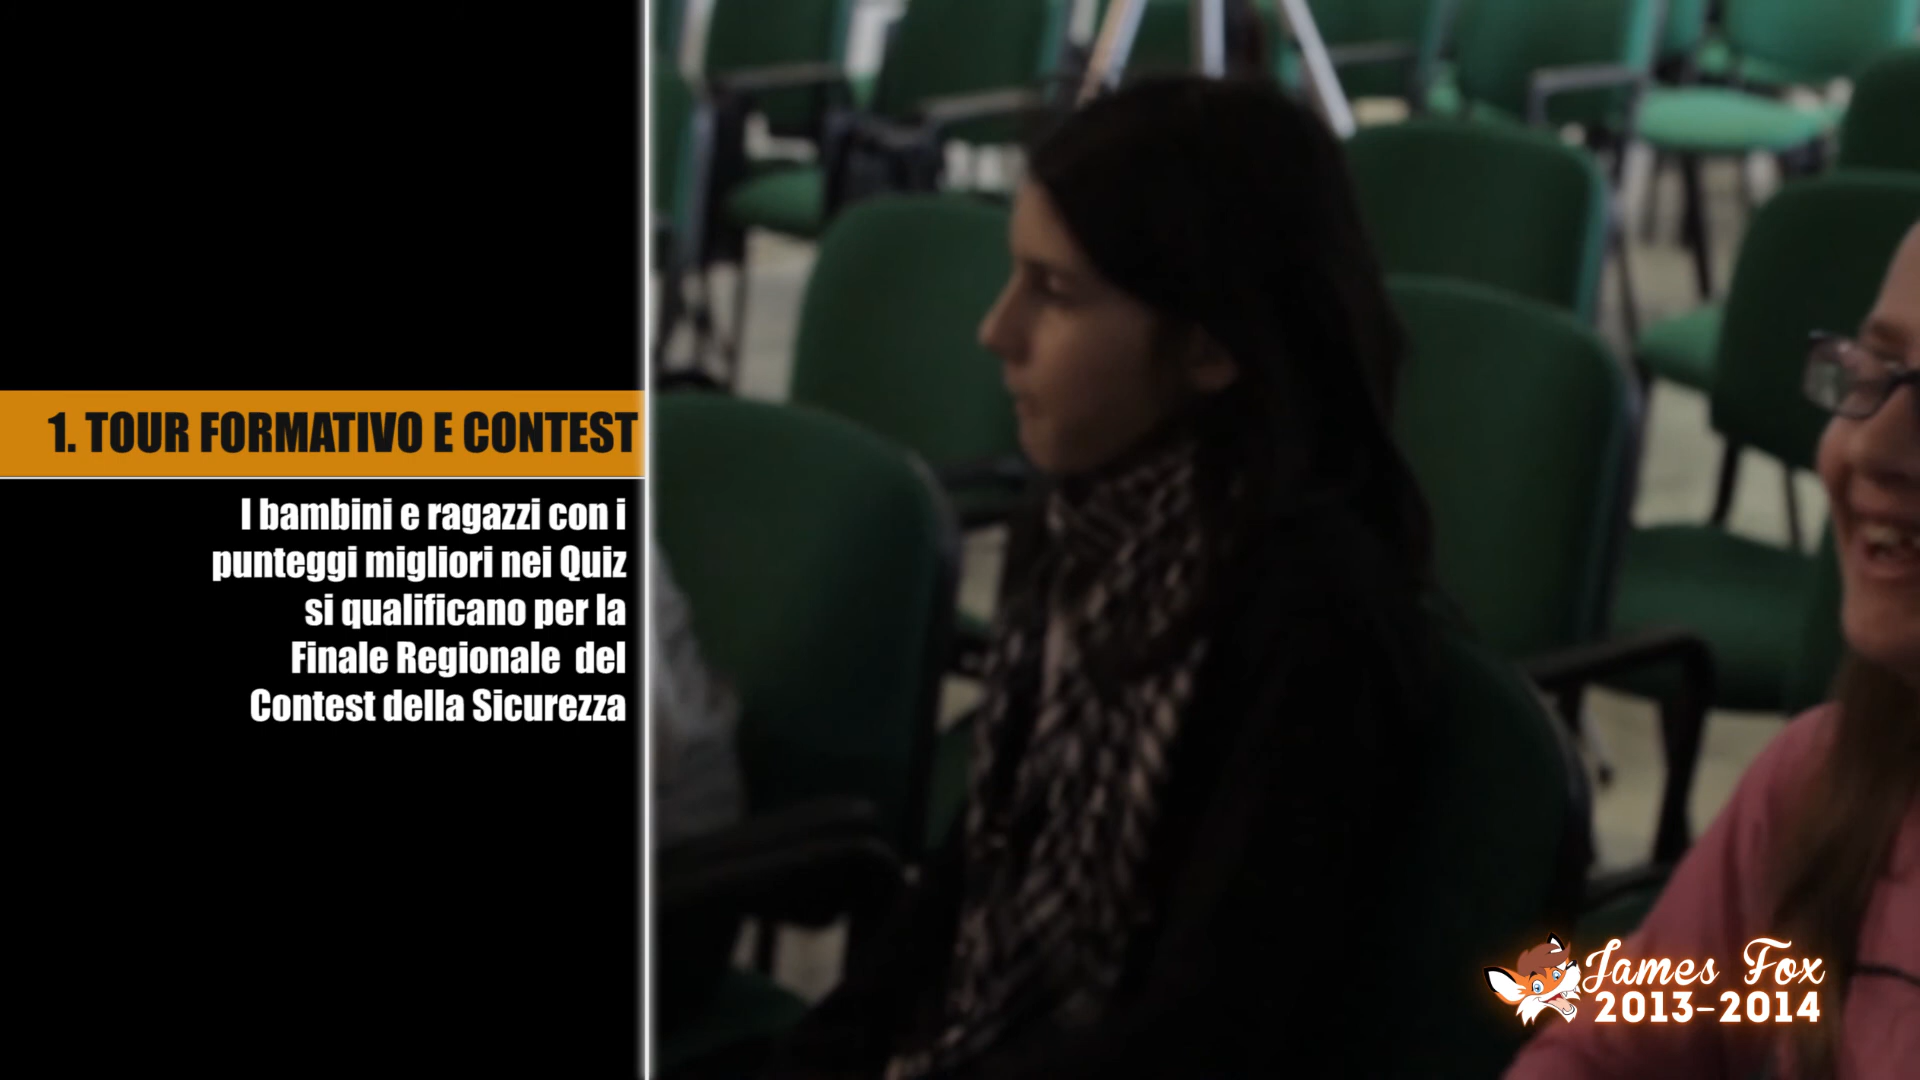 1. TOUR FORMATIVO E CONTEST
I bambini e ragazzi con i
punteggi migliori nei Quiz
si qualificano per la
Finale Regionale del
Contest della Sicurezza
James Fox
2013-2014